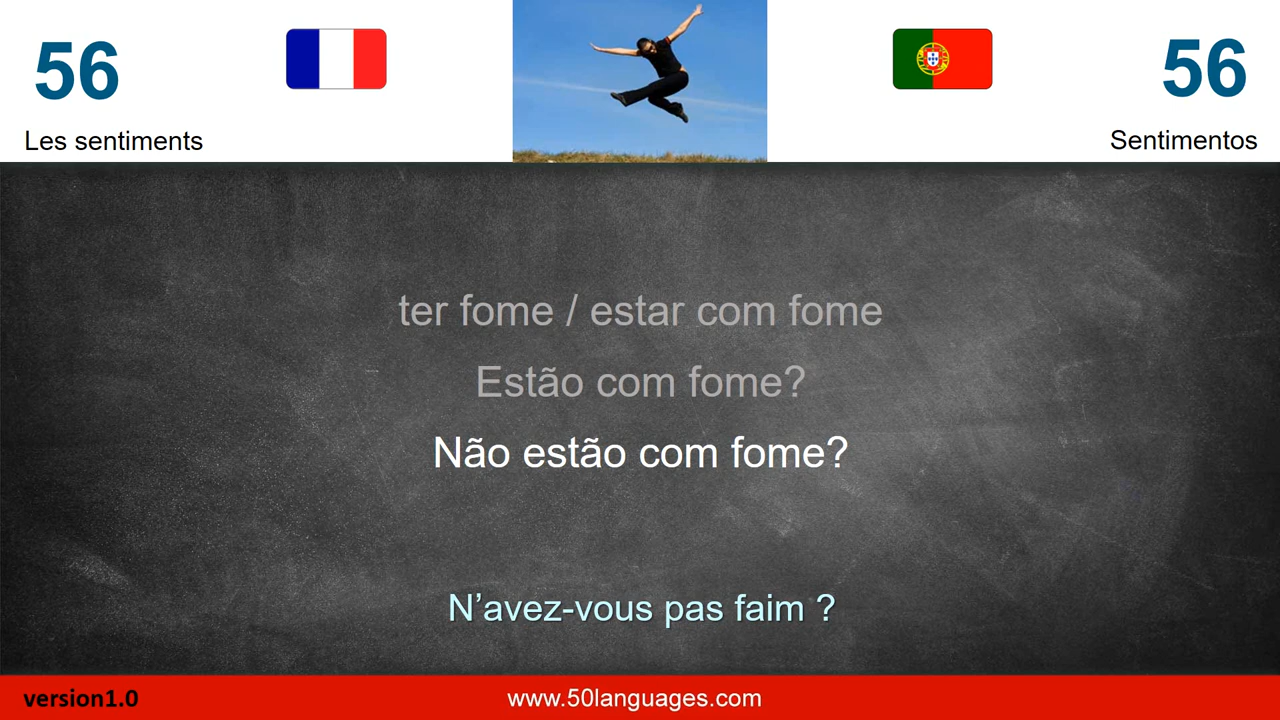 56
56
Les sentiments
Sentimentos
ter fome / estar com fome
Estão com fome?
Não estão com fome?
N’avez-vous pas faim ?
version1.0
www.50languages.com